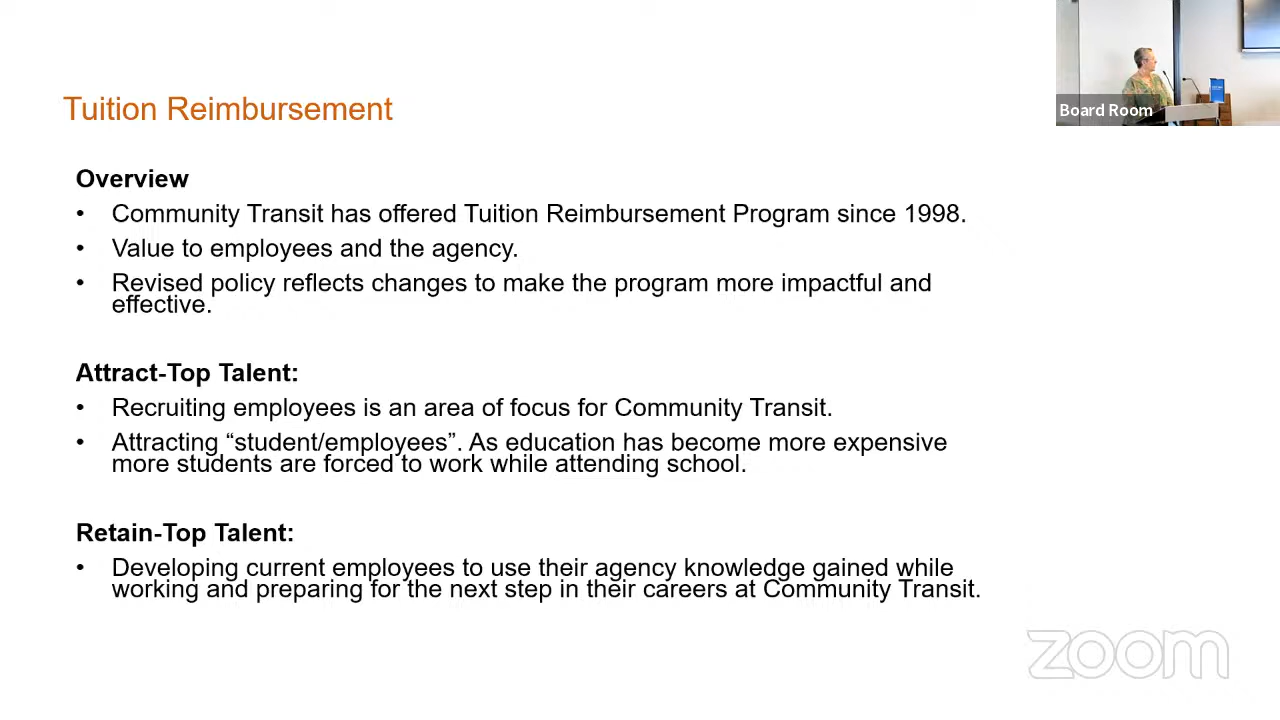 Board Room
Tuition Reimbursement
Overview
• Community Transit has offered Tuition Reimbursement Program since 1998.
• Value to employees and the agency.
• Revised policy reflects changes to make the program more impactful and
effective.
Attract-Top Talent:
• Recruiting employees is an area of focus for Community Transit.
• Attracting “student/employees”. As education has become more expensive
more students are forced to work while attending school.
Retain-Top Talent:
• Developing current employees to use their agency knowledge gained while
working and preparing for the next step in their careers at Community Transit.
zoom